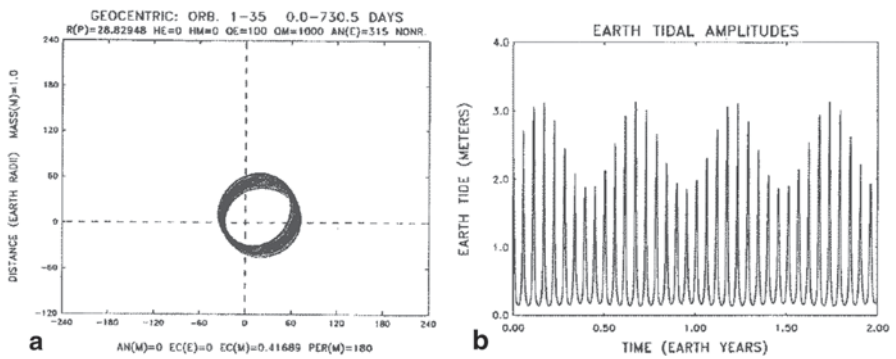 GEOCENTRIC: ORB. 1-35 0.0-730.5 DAYS
R(P)=28.82948 HE=0 HM=0 QE=100 QM=1000 AN(E)=315 NONR.
DISTANCE (EARTH RADII) MASS(M)=1.0
240
180
120
60
0
-60
-120
-240 -180 -120 -60 0 60 120 180 240
AN(M)=0 EC(E)=0 EC(M)=0.41689 PER(M)=180
a
EARTH TIDAL AMPLITUDES
EARTH TIDE (METERS)
4.0
3.0
2.0
1.0
0.0
0.00 0.50 1.00 1.50 2.00
TIME (EARTH YEARS)
b